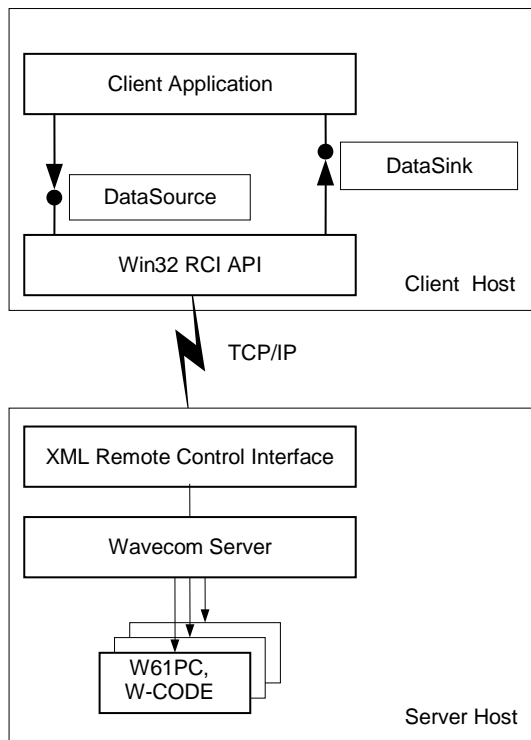 Client Application
DataSink
DataSource
Win32 RCI API
Client Host
TCP/IP
XML Remote Control Interface
Wavecom Server
W61PC,
W-CODE
Server Host